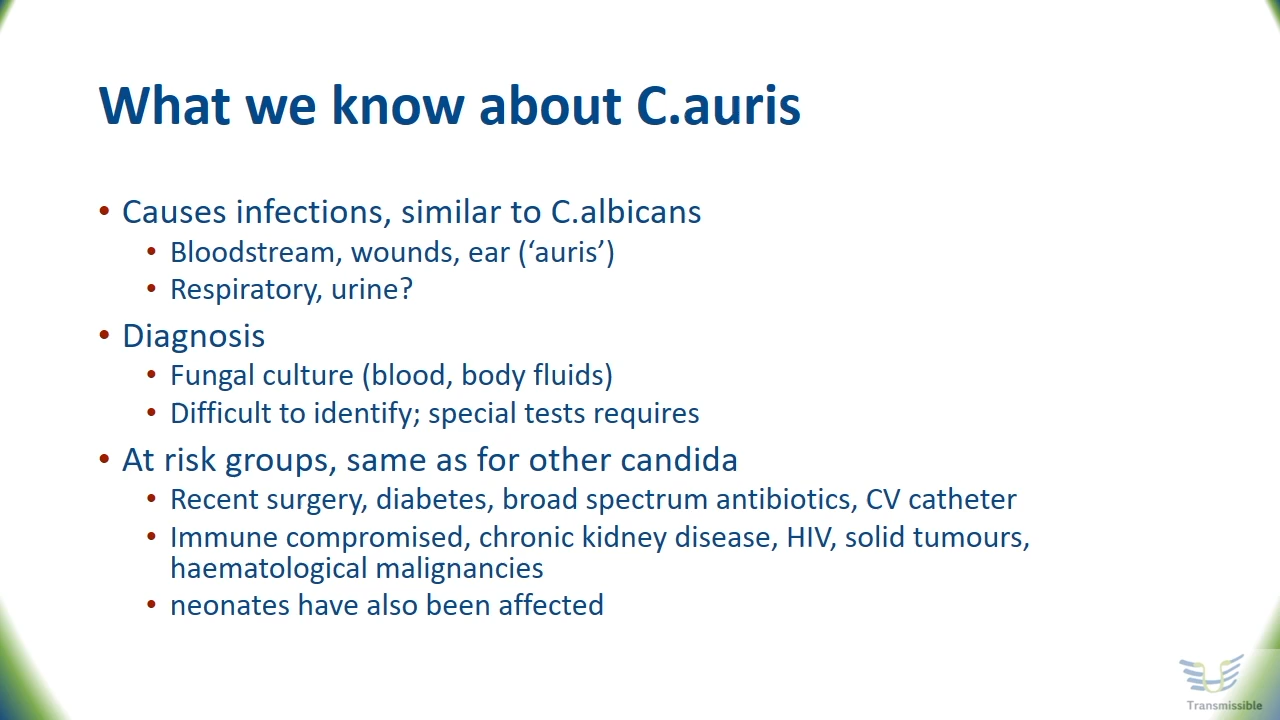 What we know about C.auris
• Causes infections, similar to C.albicans
• Bloodstream, wounds, ear (‘auris’)
• Respiratory, urine?
• Diagnosis
• Fungal culture (blood, body fluids)
• Difficult to identify; special tests requires
• At risk groups, same as for other candida
• Recent surgery, diabetes, broad spectrum antibiotics, CV catheter
• Immune compromised, chronic kidney disease, HIV, solid tumours,
haematological malignancies
• neonates have also been affected
Transmissible